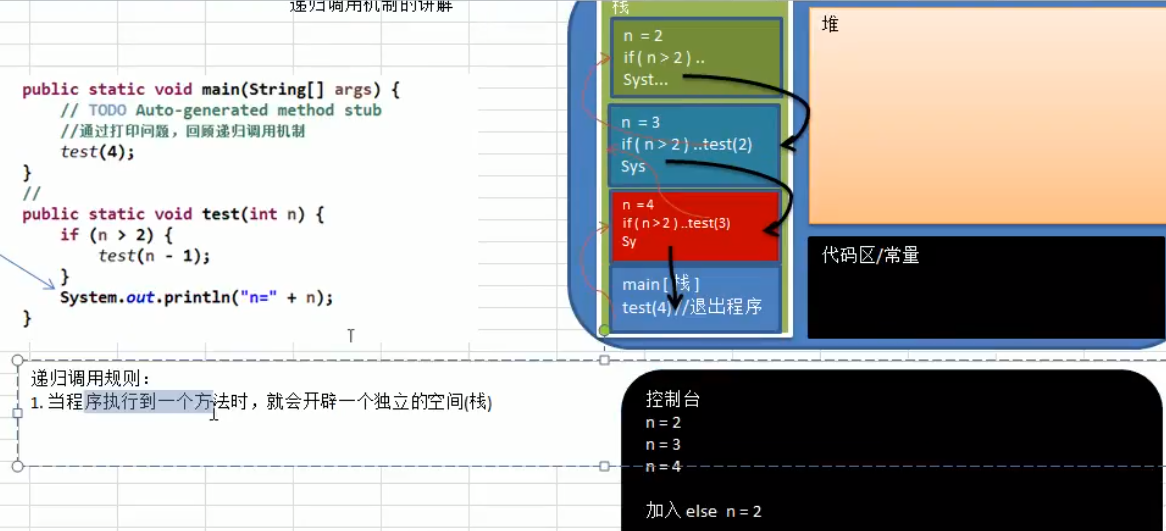 递归调用机制的讲解
public static void main(String[] args) {
// TODO Auto-generated method stub
//通过打印问题，回顾递归调用机制
test(4);
}
//
public static void test(int n) {
if (n > 2) {
test(n - 1);
}
System.out.println("n=" + n);
}
栈
n = 2
if ( n > 2 ) ..
Syst...
n = 3
if ( n > 2 ) ..test(2)
Sys
n = 4
if ( n > 2 ) ..test(3)
Sy
main [ 栈 ]
test(4) //退出程序
堆
代码区/常量
递归调用规则：
1. 当程序执行到一个方法时，就会开辟一个独立的空间(栈)
控制台
n = 2
n = 3
n = 4
加入 else n = 2